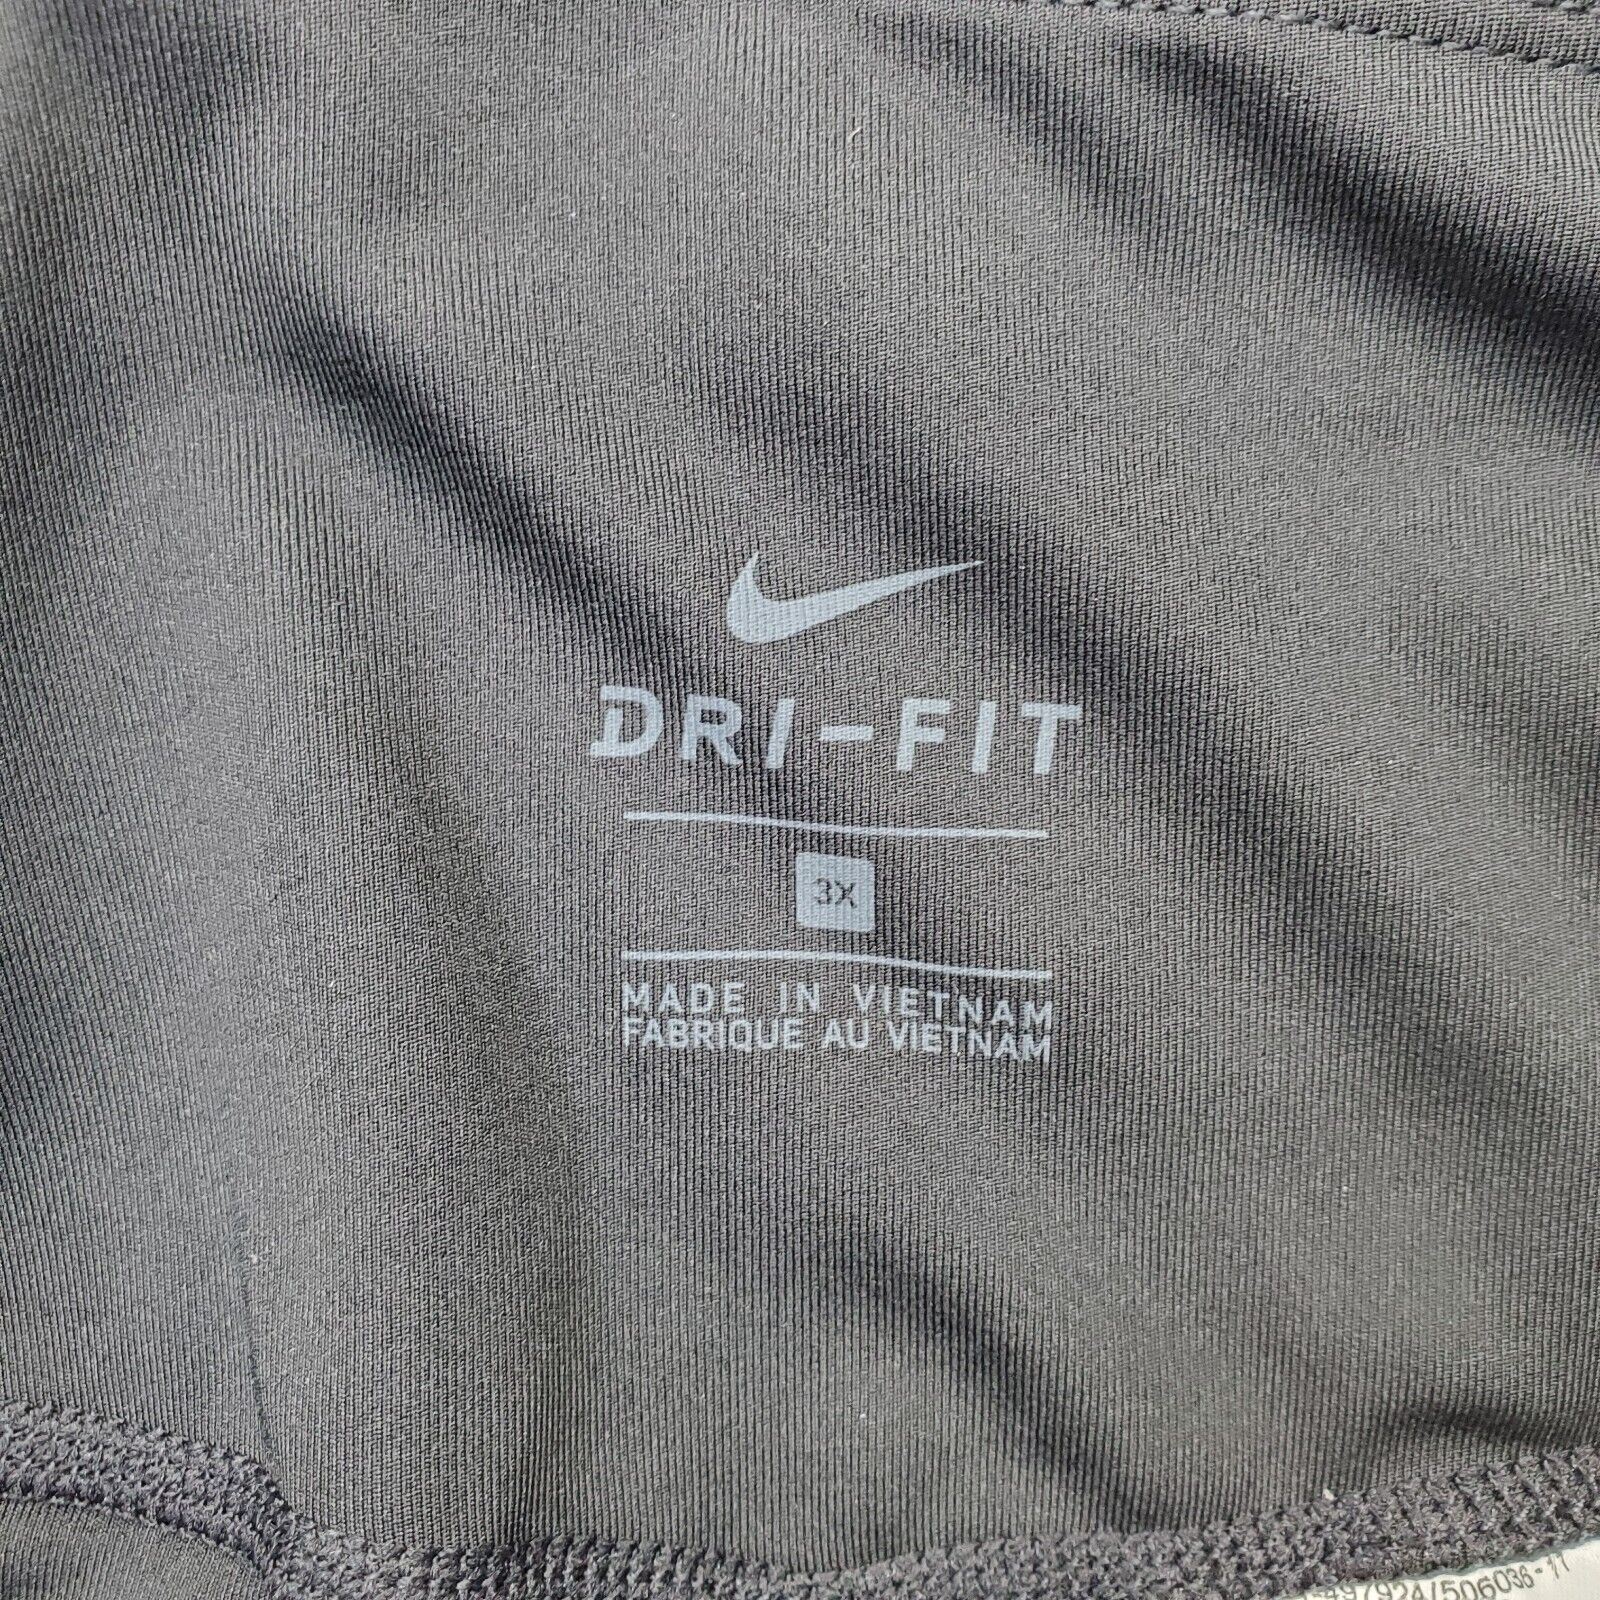 DRI-FIT
3X
MADE IN VIETNAM
FABRIQUE AU VIETNAM